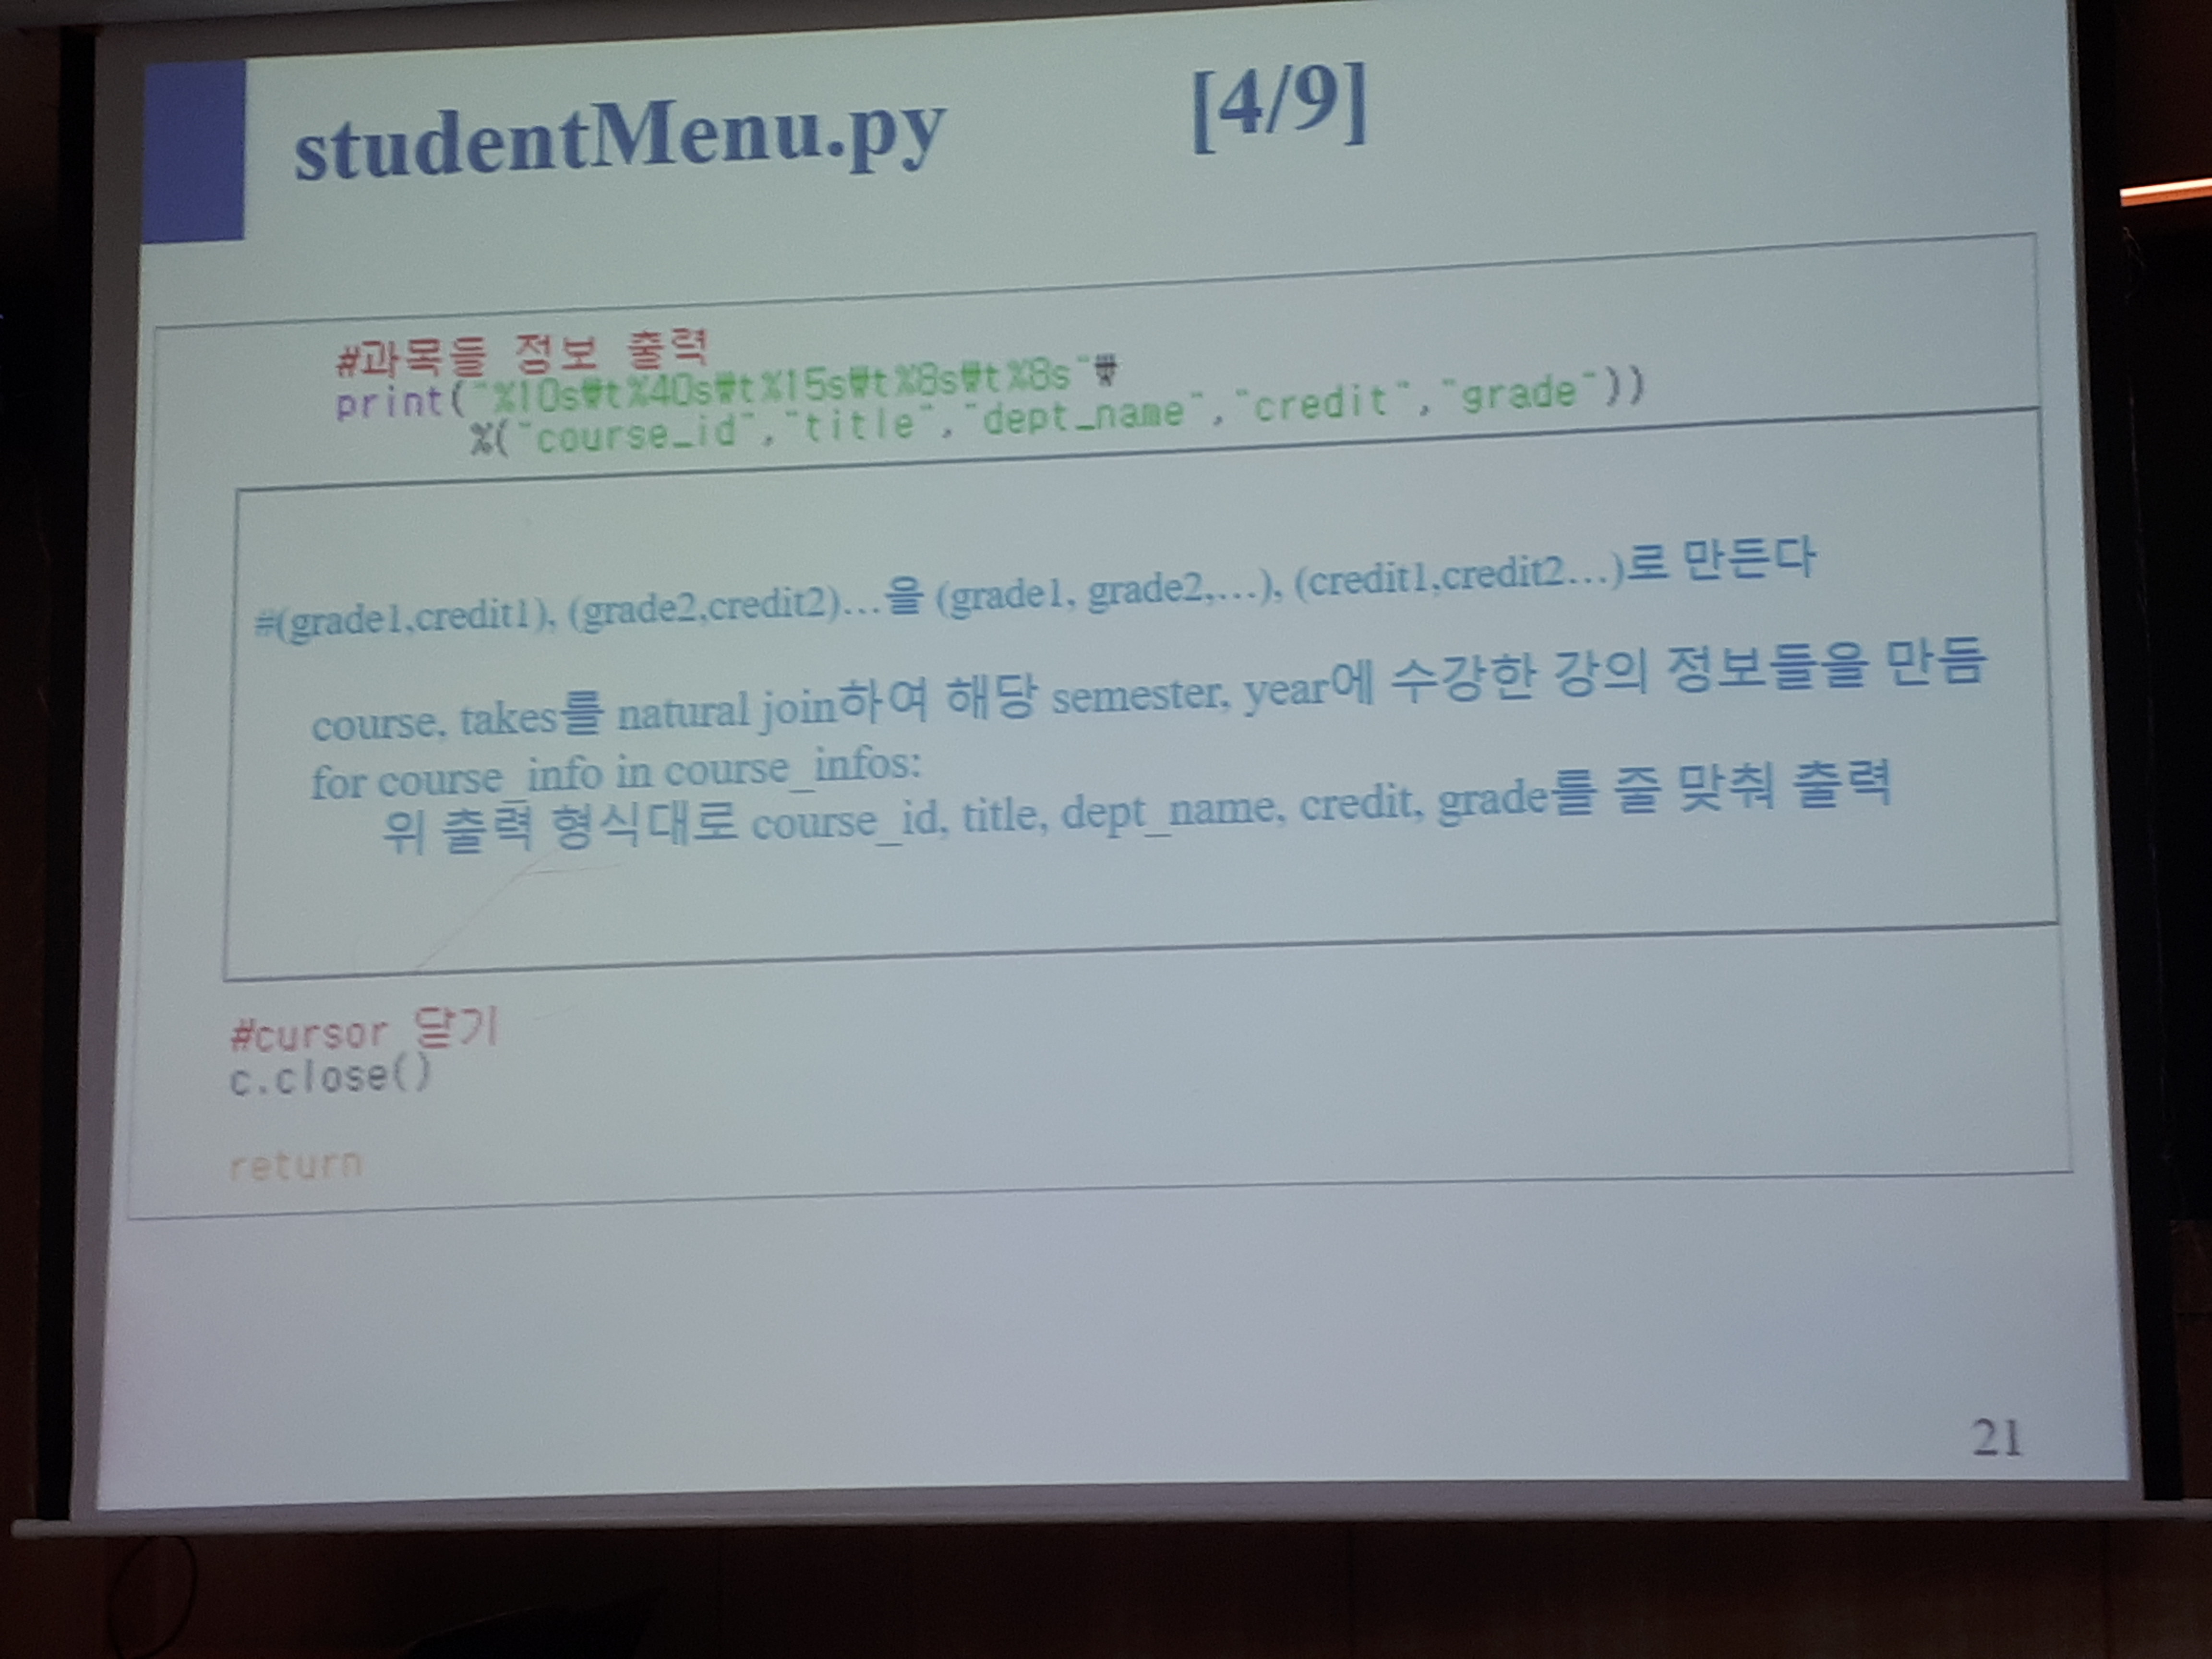 studentMenu.py [4/9]
#과목들 정보 출력
print("%10s₩t%40s₩t%15s₩t%8s₩t%8s"₩
%("course_id","title","dept_name","credit","grade"))
#(grade1,credit1), (grade2,credit2)...을 (grade1, grade2,...), (credit1,credit2...)로 만든다
course, takes를 natural join하여 해당 semester, year에 수강한 강의 정보들을 만듬
for course_info in course_infos:
위 출력 형식대로 course_id, title, dept_name, credit, grade를 줄 맞춰 출력
#cursor 닫기
c.close()
return
21